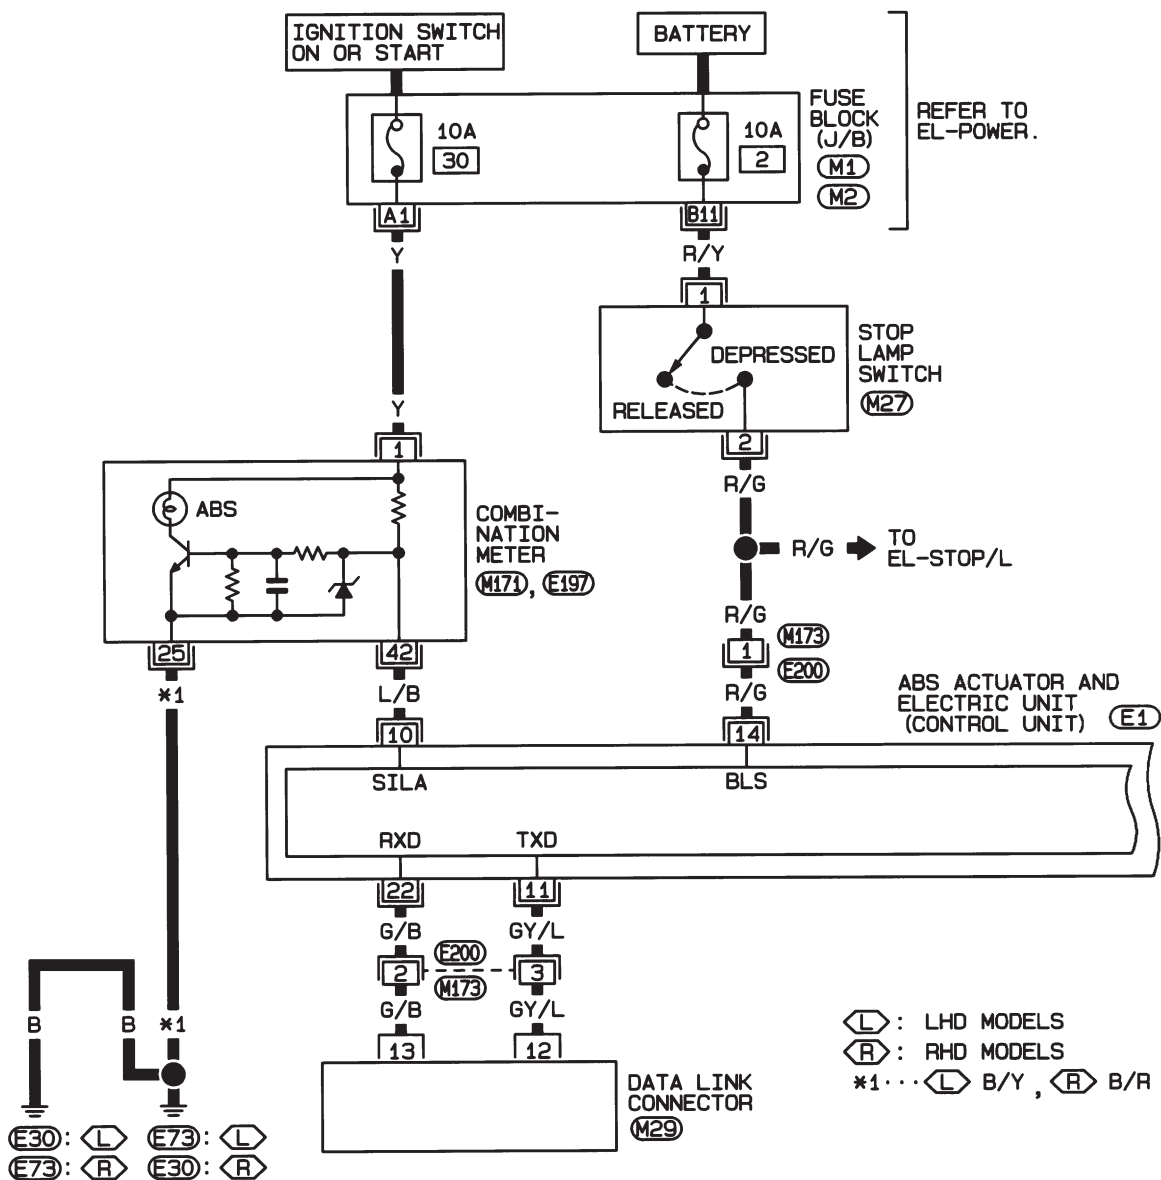 IGNITION SWITCH
ON OR START
BATTERY
FUSE
BLOCK
(J/B)
M1
M2
REFER TO
EL-POWER.
10A
30
10A
2
A1
B11
Y
R/Y
1
STOP
LAMP
SWITCH
M27
DEPRESSED
RELEASED
Y
1
2
R/G
ABS
COMBI-
NATION
METER
M171, E197
R/G
TO
EL-STOP/L
R/G
25
42
1
M173
E200
*1
L/B
R/G
ABS ACTUATOR AND
ELECTRIC UNIT
(CONTROL UNIT)
E1
10
14
SILA
BLS
RXD
TXD
22
11
G/B
GY/L
E200
2
3
M173
G/B
GY/L
B
B
*1
13
12
L : LHD MODELS
R : RHD MODELS
*1··· L B/Y , R B/R
DATA LINK
CONNECTOR
M29
E30 : L
E73 : L
E73 : R
E30 : R